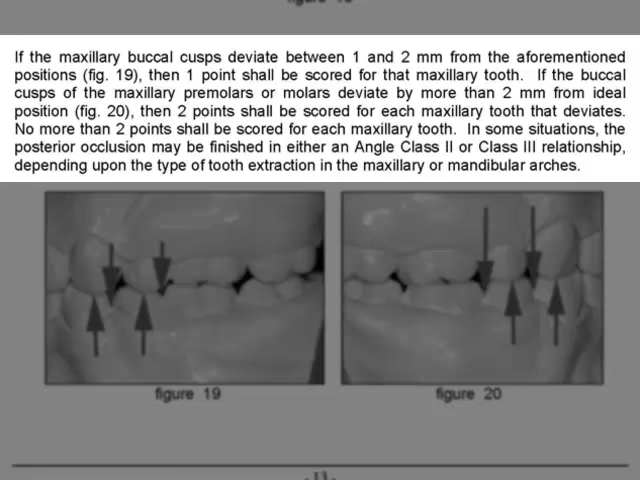 If the maxillary buccal cusps deviate between 1 and 2 mm from the aforementioned
positions (fig. 19), then 1 point shall be scored for that maxillary tooth. If the buccal
cusps of the maxillary premolars or molars deviate by more than 2 mm from ideal
position (fig. 20), then 2 points shall be scored for each maxillary tooth that deviates.
No more than 2 points shall be scored for each maxillary tooth. In some situations, the
posterior occlusion may be finished in either an Angle Class II or Class III relationship,
depending upon the type of tooth extraction in the maxillary or mandibular arches.
figure 19
figure 20